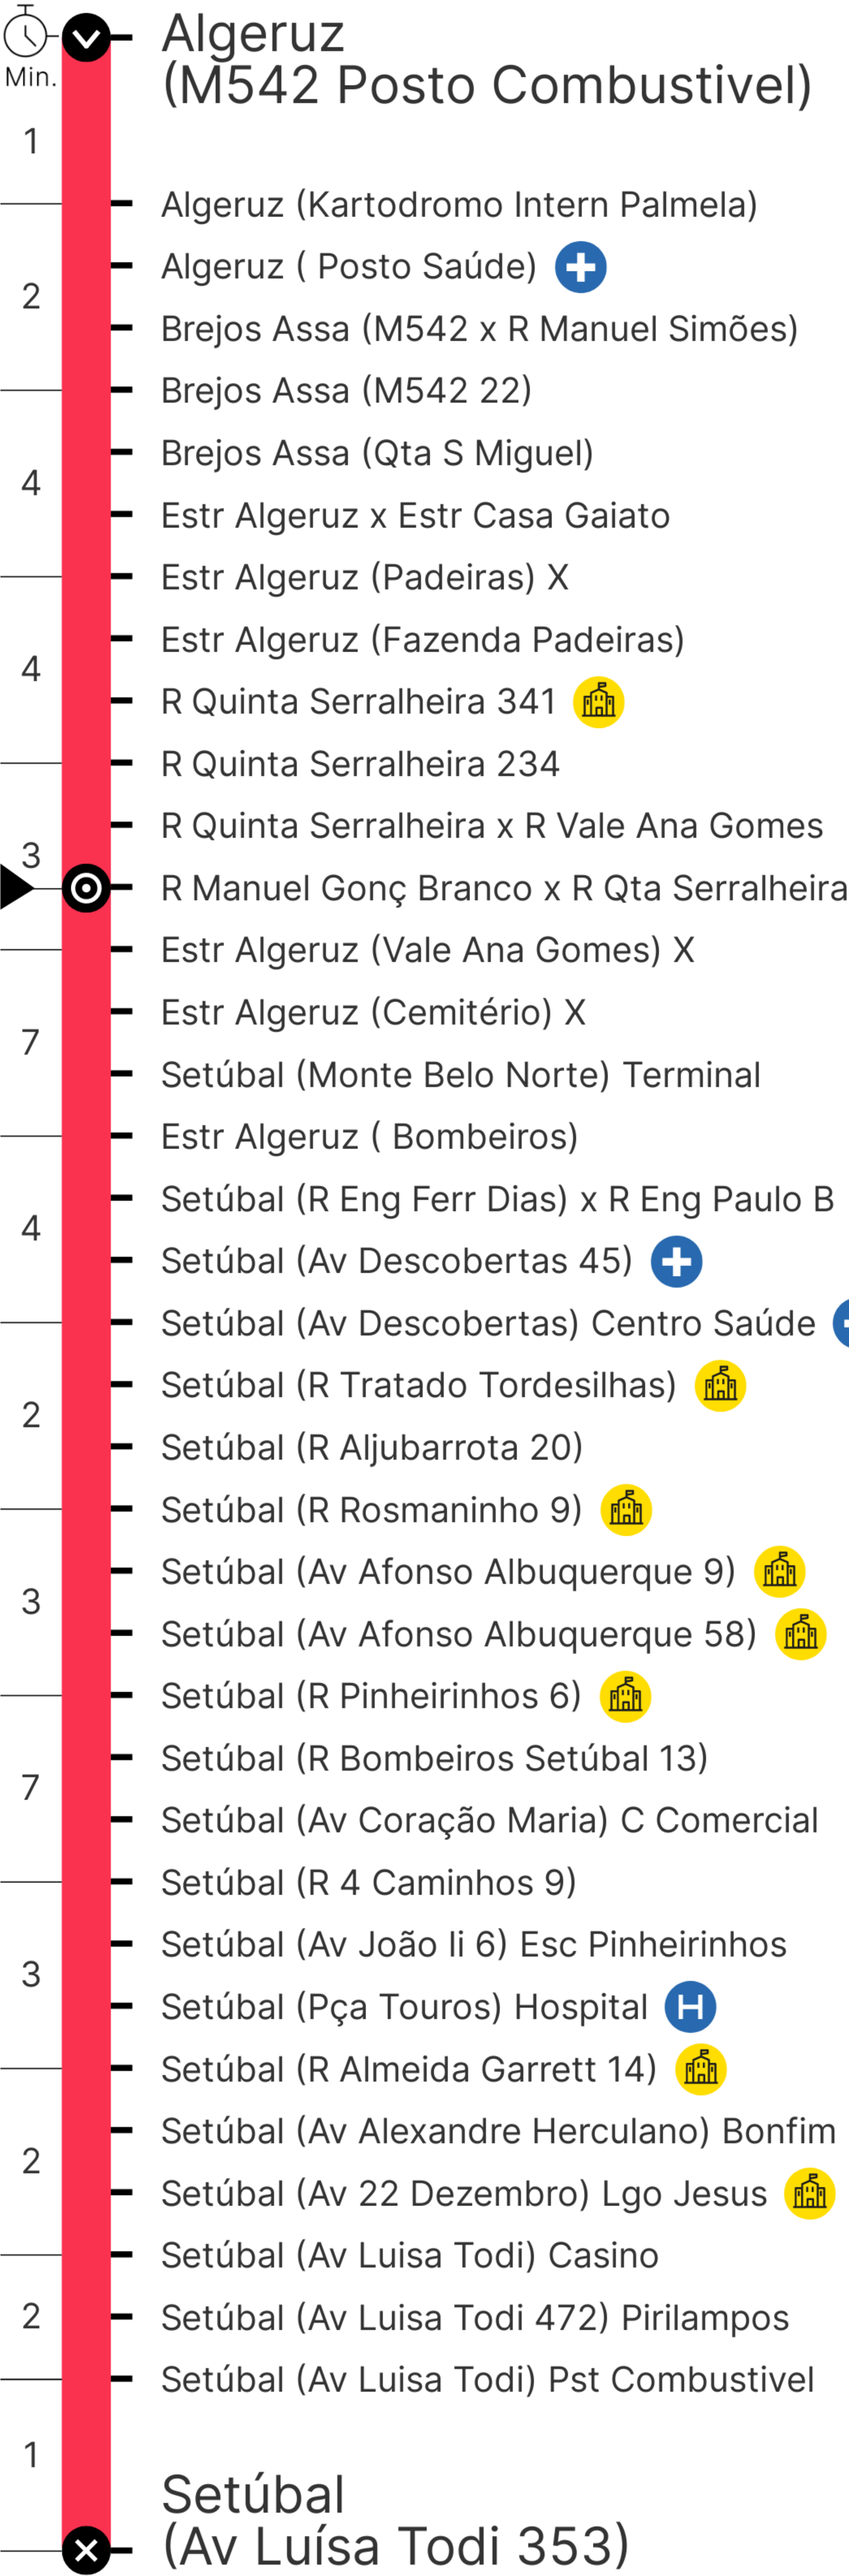 Algeruz
(M542 Posto Combustivel)
Min.
1
Algeruz (Kartodromo Intern Palmela)
Algeruz ( Posto Saúde)
2
Brejos Assa (M542 x R Manuel Simões)
Brejos Assa (M542 22)
Brejos Assa (Qta S Miguel)
4
Estr Algeruz x Estr Casa Gaiato
Estr Algeruz (Padeiras) X
Estr Algeruz (Fazenda Padeiras)
4
R Quinta Serralheira 341
R Quinta Serralheira 234
R Quinta Serralheira x R Vale Ana Gomes
3
R Manuel Gonç Branco x R Qta Serralheira
Estr Algeruz (Vale Ana Gomes) X
Estr Algeruz (Cemitério) X
7
Setúbal (Monte Belo Norte) Terminal
Estr Algeruz ( Bombeiros)
Setúbal (R Eng Ferr Dias) x R Eng Paulo B
4
Setúbal (Av Descobertas 45)
Setúbal (Av Descobertas) Centro Saúde
Setúbal (R Tratado Tordesilhas)
2
Setúbal (R Aljubarrota 20)
Setúbal (R Rosmaninho 9)
Setúbal (Av Afonso Albuquerque 9)
3
Setúbal (Av Afonso Albuquerque 58)
Setúbal (R Pinheirinhos 6)
Setúbal (R Bombeiros Setúbal 13)
7
Setúbal (Av Coração Maria) C Comercial
Setúbal (R 4 Caminhos 9)
Setúbal (Av João Ii 6) Esc Pinheirinhos
3
Setúbal (Pça Touros) Hospital H
Setúbal (R Almeida Garrett 14)
Setúbal (Av Alexandre Herculano) Bonfim
2
Setúbal (Av 22 Dezembro) Lgo Jesus
Setúbal (Av Luisa Todi) Casino
2
Setúbal (Av Luisa Todi 472) Pirilampos
Setúbal (Av Luisa Todi) Pst Combustivel
1
Setúbal
(Av Luísa Todi 353)